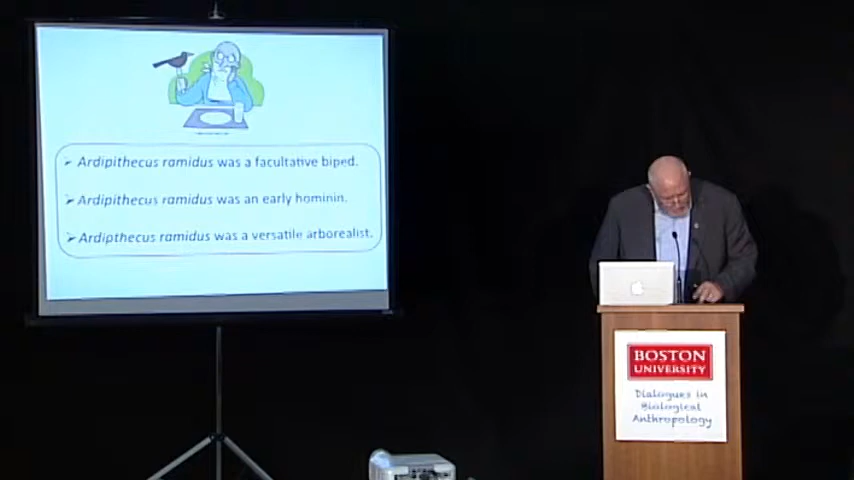 ➢ Ardipithecus ramidus was a facultative biped.
➢ Ardipithecus ramidus was an early hominin.
➢ Ardipthecus ramidus was a versatile arborealist.
BOSTON
UNIVERSITY
Dialogues in
Biological
Anthropology